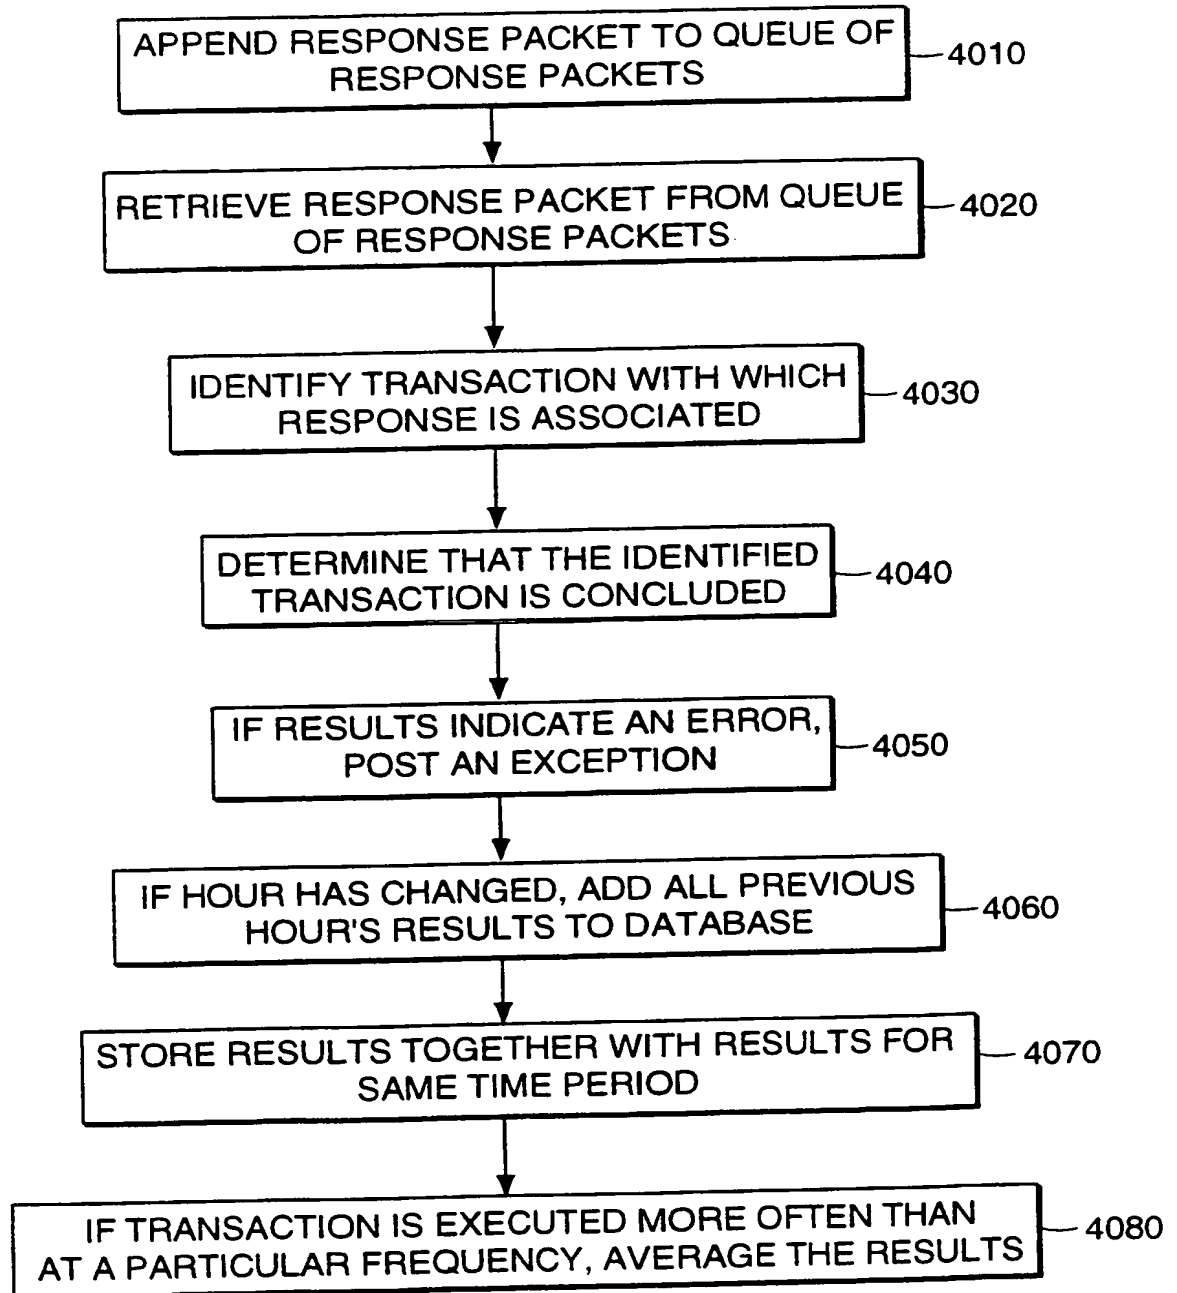 APPEND RESPONSE PACKET TO QUEUE OF
RESPONSE PACKETS
4010
RETRIEVE RESPONSE PACKET FROM QUEUE
OF RESPONSE PACKETS
4020
IDENTIFY TRANSACTION WITH WHICH
RESPONSE IS ASSOCIATED
4030
DETERMINE THAT THE IDENTIFIED
TRANSACTION IS CONCLUDED
4040
IF RESULTS INDICATE AN ERROR,
POST AN EXCEPTION
4050
IF HOUR HAS CHANGED, ADD ALL PREVIOUS
HOUR'S RESULTS TO DATABASE
4060
STORE RESULTS TOGETHER WITH RESULTS FOR
SAME TIME PERIOD
4070
IF TRANSACTION IS EXECUTED MORE OFTEN THAN
AT A PARTICULAR FREQUENCY, AVERAGE THE RESULTS
4080